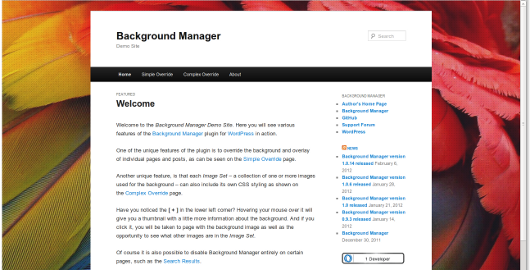 Background Manager
Demo Site
Search
Home Simple Override Complex Override About
FEATURED
Welcome
Welcome to the Background Manager Demo Site. Here you will see various
features of the Background Manager plugin for WordPress in action.
One of the unique features of the plugin is to override the background and overlay
of individual pages and posts, as can be seen on the Simple Override page.
Another unique feature, is that each Image Set – a collection of one or more images
used for the background – can also include its own CSS styling as shown on
the Complex Override page.
Have you noticed the [ + ] in the lower left corner? Hovering your mouse over it will
give you a thumbnail with a little more information about the background. And if you
click it, you will be taken to page with the background image as well as the
opportunity to see what other images are in the Image Set.
Of course it is also possible to disable Background Manager entirely on certain
pages, such as the Search Results.
BACKGROUND MANAGER
Author's Home Page
Background Manager
GitHub
Support Forum
WordPress
NEWS
Background Manager version
1.0.14 released February 6,
2012
Background Manager version
1.0.6 released January 28,
2012
Background Manager version
1.0 released January 21, 2012
Background Manager version
0.9.3 released January 14,
2012
Background Manager
December 30, 2011
1 Developer